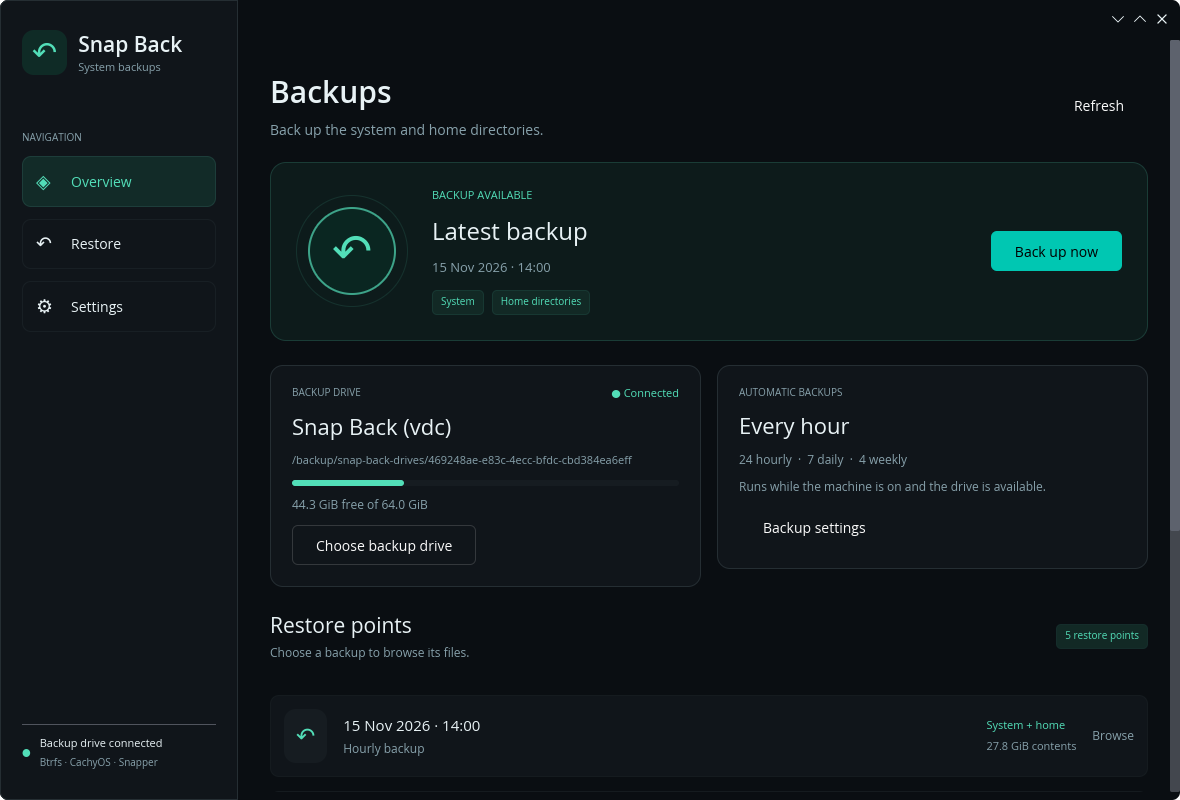 Snap Back
System backups
NAVIGATION
Overview
Restore
Settings
Backup drive connected
Btrfs · CachyOS · Snapper
Backups
Back up the system and home directories.
Refresh
BACKUP AVAILABLE
Latest backup
15 Nov 2026 · 14:00
System
Home directories
Back up now
BACKUP DRIVE
Connected
Snap Back (vdc)
/backup/snap-back-drives/469248ae-e83c-4ecc-bfdc-cbd384ea6eff
44.3 GiB free of 64.0 GiB
Choose backup drive
AUTOMATIC BACKUPS
Every hour
24 hourly · 7 daily · 4 weekly
Runs while the machine is on and the drive is available.
Backup settings
Restore points
Choose a backup to browse its files.
5 restore points
15 Nov 2026 · 14:00
Hourly backup
System + home
27.8 GiB contents
Browse